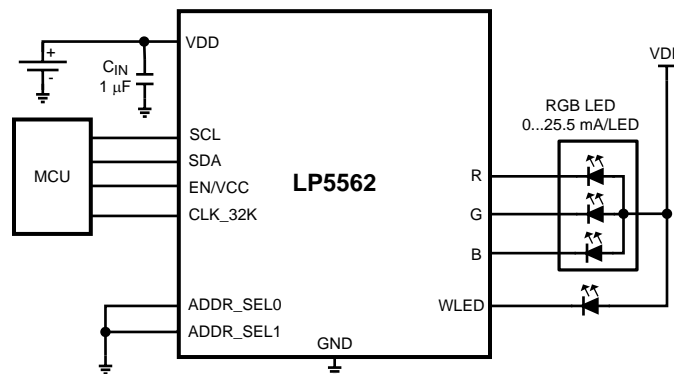 VDD
+
-
C_IN
1 µF
MCU
SCL
SDA
EN/VCC
CLK_32K
ADDR_SEL0
ADDR_SEL1
LP5562
GND
R
G
B
WLED
RGB LED
0...25.5 mA/LED